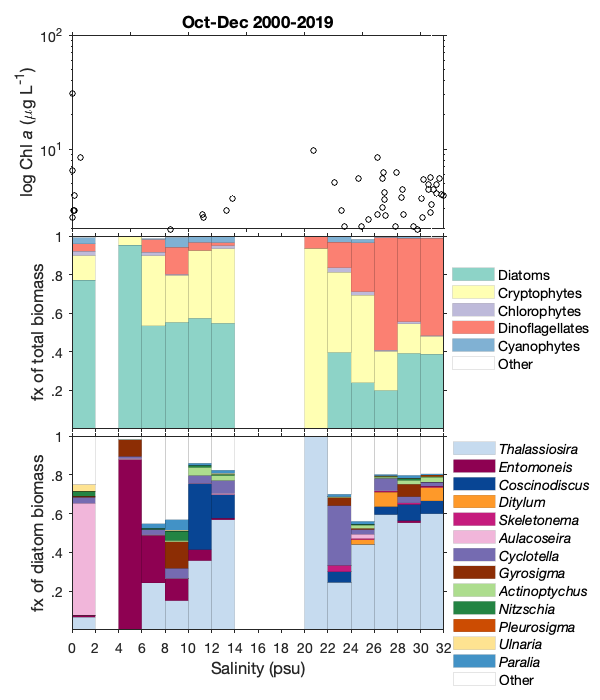 Oct-Dec 2000-2019
10²
log Chl a (μg L⁻¹)
10¹
1
.8
.6
.4
.2
fx of total biomass
Diatoms
Cryptophytes
Chlorophytes
Dinoflagellates
Cyanophytes
Other
1
.8
.6
.4
.2
fx of diatom biomass
Thalassiosira
Entomoneis
Coscinodiscus
Ditylum
Skeletonema
Aulacoseira
Cyclotella
Gyrosigma
Actinoptychus
Nitzschia
Pleurosigma
Ulnaria
Paralia
Other
0 2 4 6 8 10 12 14 16 18 20 22 24 26 28 30 32
Salinity (psu)